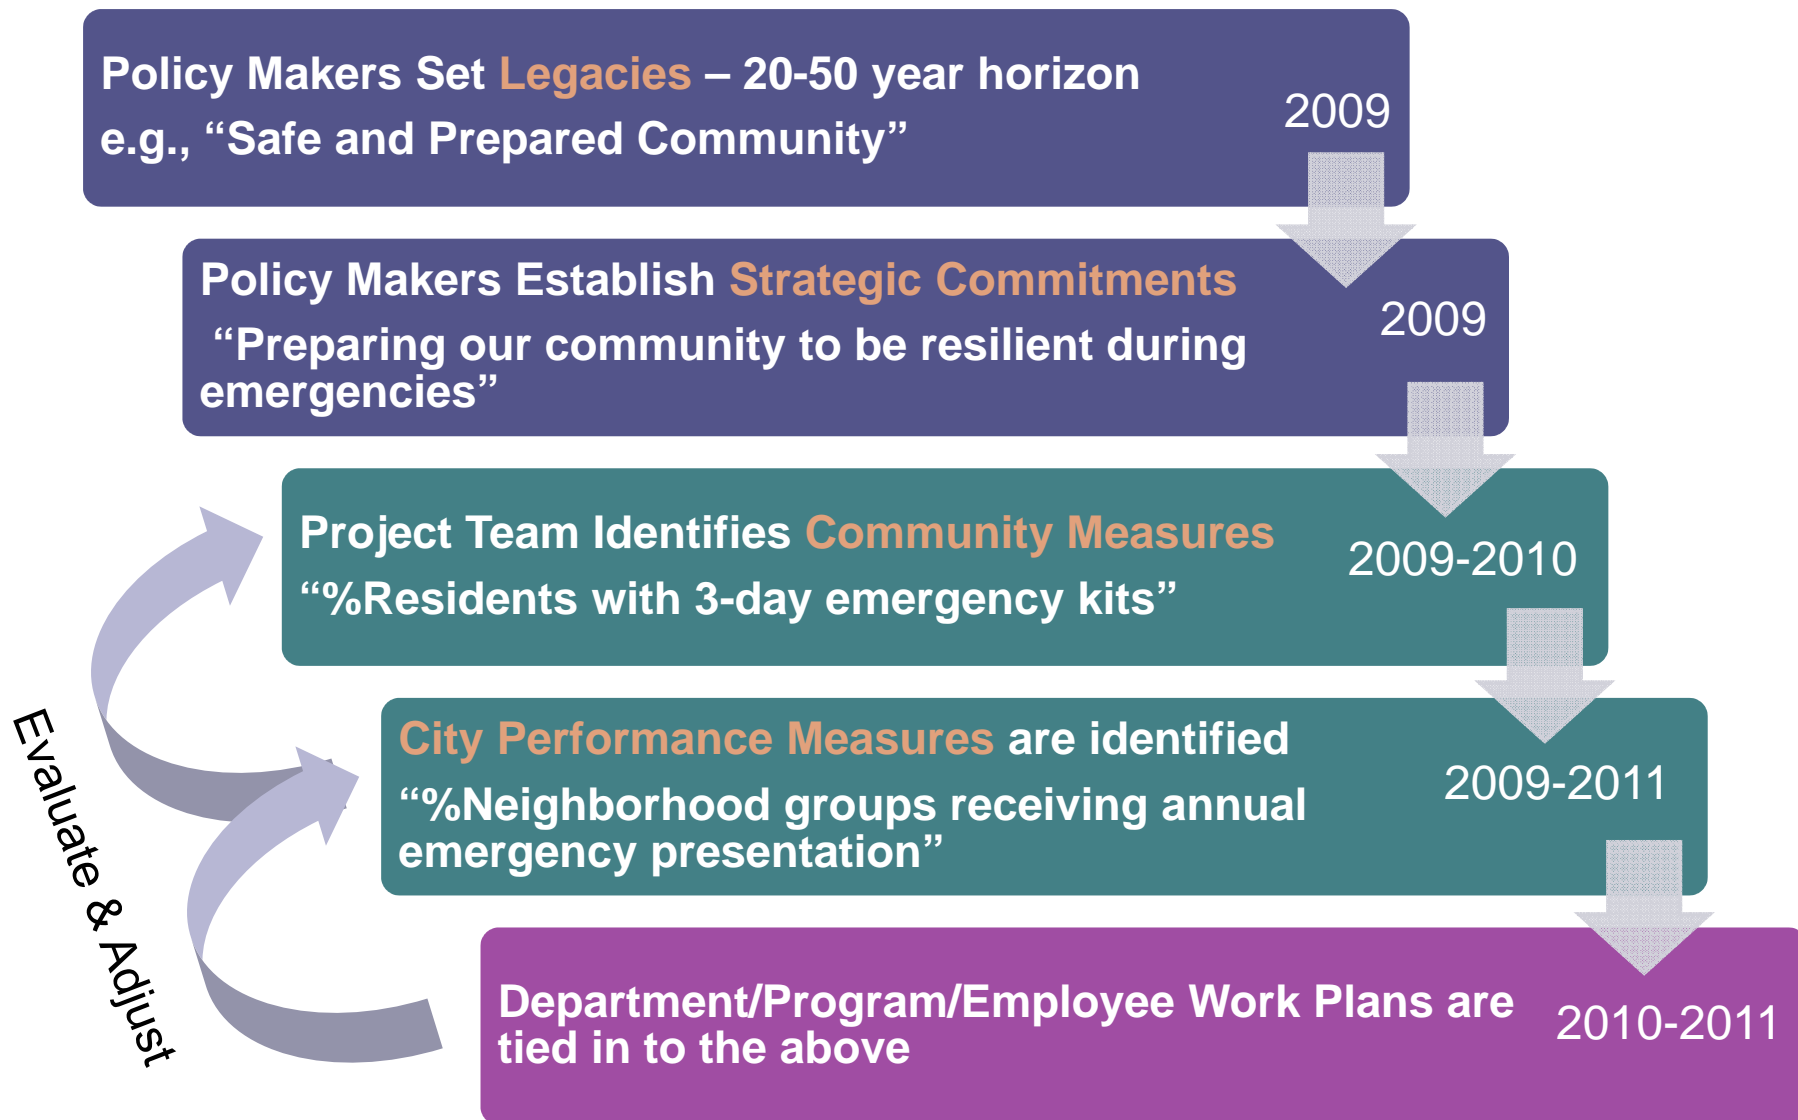 Policy Makers Set Legacies – 20-50 year horizon
e.g., “Safe and Prepared Community”
2009
Policy Makers Establish Strategic Commitments
“Preparing our community to be resilient during
emergencies”
2009
Project Team Identifies Community Measures
“%Residents with 3-day emergency kits”
2009-2010
City Performance Measures are identified
“%Neighborhood groups receiving annual
emergency presentation”
2009-2011
Department/Program/Employee Work Plans are
tied in to the above
2010-2011
Evaluate & Adjust